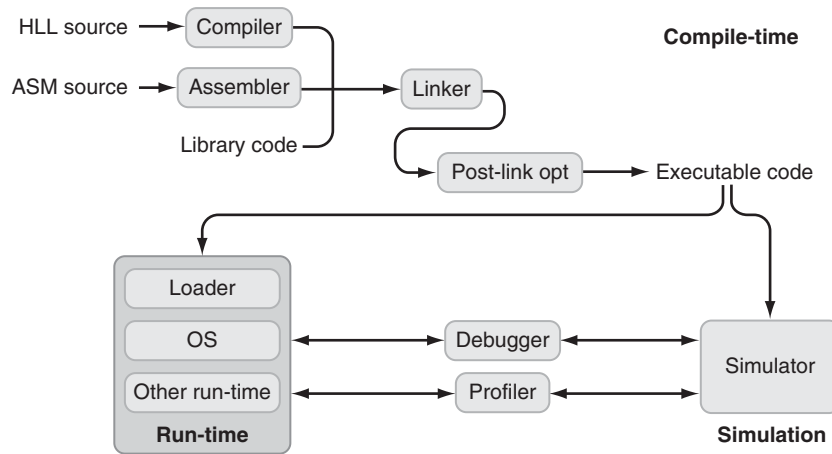 HLL source
Compiler
Compile-time
ASM source
Assembler
Linker
Library code
Post-link opt
Executable code
Loader
OS
Debugger
Simulator
Other run-time
Profiler
Run-time
Simulation